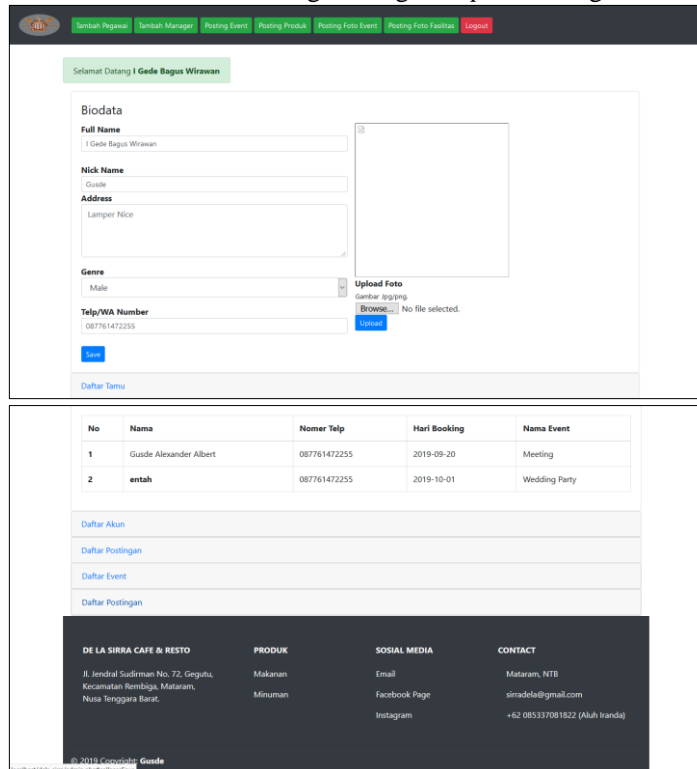 Tambah Pegawai Tambah Manager Posting Event Posting Produk Posting Foto Event Posting Foto Fasilitas Logout
Selamat Datang I Gede Bagus Wirawan
Biodata
Full Name
I Gede Bagus Wirawan
Nick Name
Gusde
Address
Lamper Nice
Genre
Male
Telp/WA Number
087761472255
Save
Upload Foto
Gambar Jpg/png.
Browse... No file selected.
Upload
Daftar Tamu
No Nama Nomer Telp Hari Booking Nama Event
1 Gusde Alexander Albert 087761472255 2019-09-20 Meeting
2 entah 087761472255 2019-10-01 Wedding Party
Daftar Akun
Daftar Postingan
Daftar Event
Daftar Postingan
DE LA SIRRA CAFE & RESTO
Jl. Jendral Sudirman No. 72, Gegutu,
Kecamatan Rembiga, Mataram,
Nusa Tenggara Barat.
PRODUK
Makanan
Minuman
SOSIAL MEDIA
Email
Facebook Page
Instagram
CONTACT
Mataram, NTB
sirradela@gmail.com
+62 085337081822 (Aluh Iranda)
© 2019 Copyright: Gusde